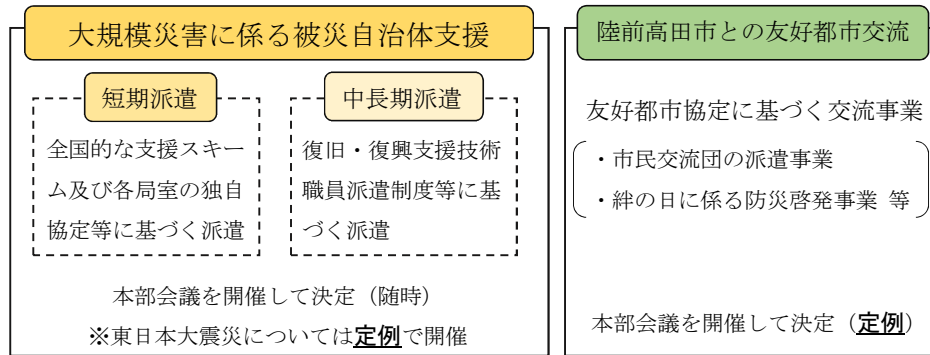 大規模災害に係る被災自治体支援
短期派遣
全国的な支援スキー
ム及び各局室の独自
協定等に基づく派遣
中長期派遣
復旧・復興支援技術
職員派遣制度等に基
づく派遣
本部会議を開催して決定（随時）
※東日本大震災については定例で開催
陸前高田市との友好都市交流
友好都市協定に基づく交流事業
・市民交流団の派遣事業
・絆の日に係る防災啓発事業 等
本部会議を開催して決定（定例）